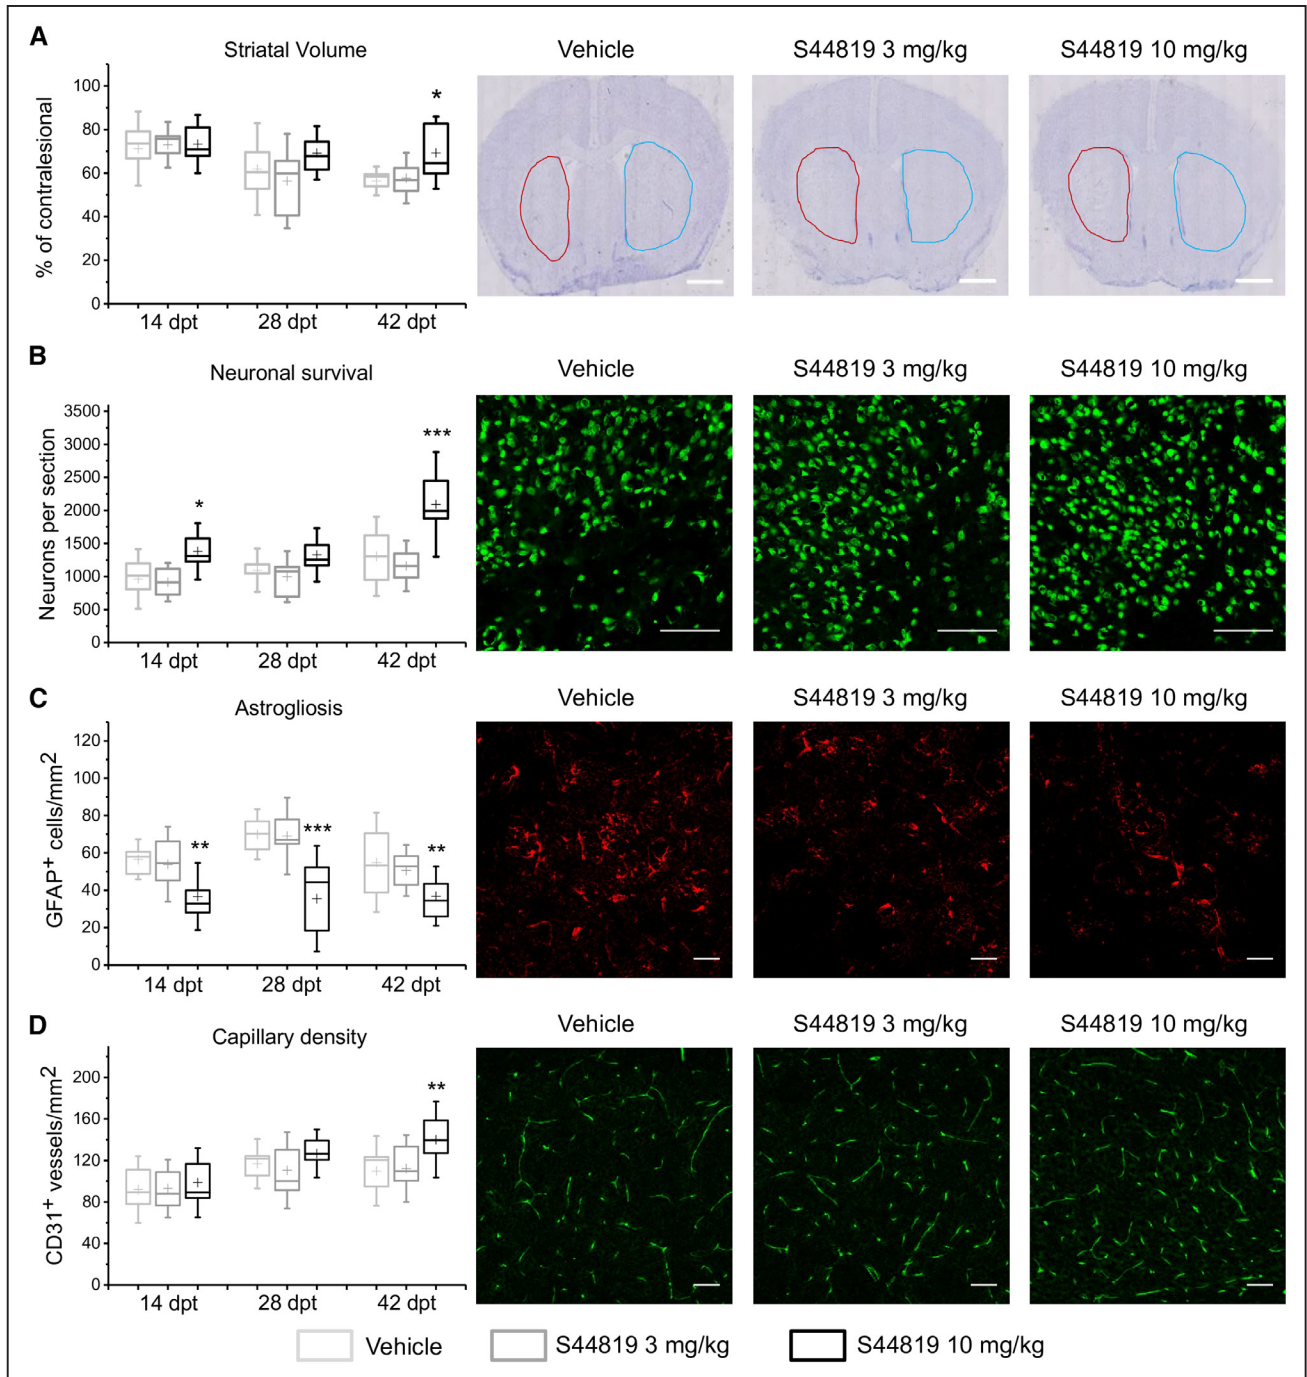 A
Striatal Volume
Vehicle
S44819 3 mg/kg
S44819 10 mg/kg
% of contralesional
100
80
60
40
20
0
*
14 dpt
28 dpt
42 dpt
B
Neuronal survival
Vehicle
S44819 3 mg/kg
S44819 10 mg/kg
Neurons per section
3500
3000
2500
2000
1500
1000
500
0
*
***
14 dpt
28 dpt
42 dpt
C
Astrogliosis
Vehicle
S44819 3 mg/kg
S44819 10 mg/kg
GFAP+ cells/mm2
120
100
80
60
40
20
0
**
***
**
14 dpt
28 dpt
42 dpt
D
Capillary density
Vehicle
S44819 3 mg/kg
S44819 10 mg/kg
CD31+ vessels/mm2
200
160
120
80
40
0
**
14 dpt
28 dpt
42 dpt
Vehicle
S44819 3 mg/kg
S44819 10 mg/kg